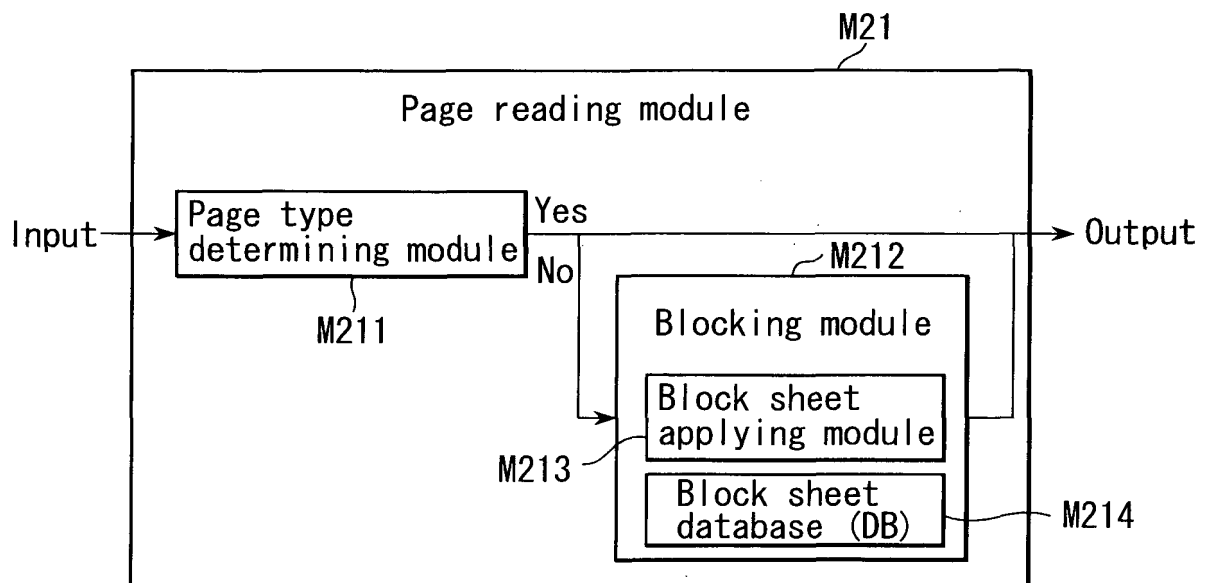 M21
Page reading module
Input
Page type
determining module
Yes
No
Output
M211
M212
Blocking module
Block sheet
applying module
M213
Block sheet
database (DB)
M214